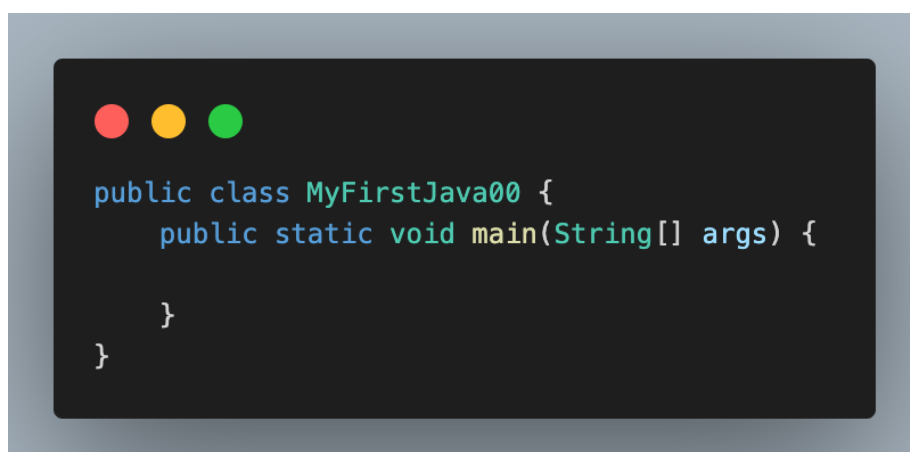 public class MyFirstJava00 {
    public static void main(String[] args) {
    }
}